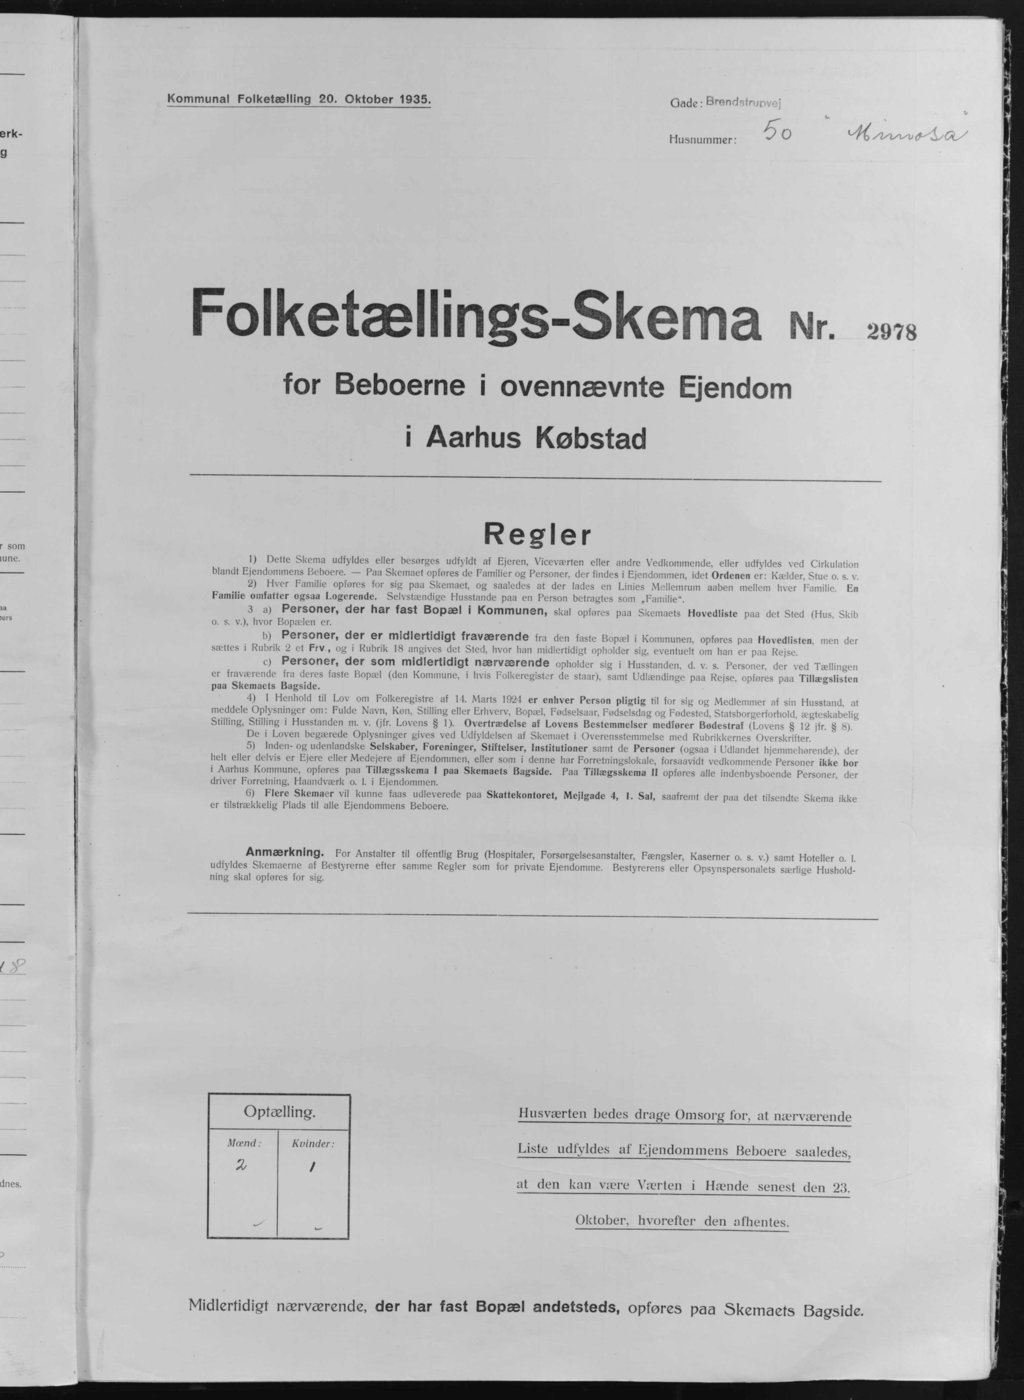 Kommunal Folketælling 20. Oktober 1935.
Gade: Brendstrupvej
Husnummer: 50 "Mimosa"
erk-
g
Folketællings-Skema Nr. 2978
for Beboerne i ovennævnte Ejendom
i Aarhus Købstad
r som
nune.
Regler
1) Dette Skema udfyldes eller besørges udfyldt af Ejeren, Viceværten eller andre Vedkommende, eller udfyldes ved Cirkulation
blandt Ejendommens Beboere. — Paa Skemaet opføres de Familier og Personer, der findes i Ejendommen, idet Ordenen er: Kælder, Stue o. s. v.
2) Hver Familie opføres for sig paa Skemaet, og saaledes at der lades en Linies Mellemrum aaben mellem hver Familie. En
Familie omfatter ogsaa Logerende. Selvstændige Husstande paa en Person betragtes som „Familie".
3 a) Personer, der har fast Bopæl i Kommunen, skal opføres paa Skemaets Hovedliste paa det Sted (Hus, Skib
o. s. v.), hvor Bopælen er.
b) Personer, der er midlertidigt fraværende fra den faste Bopæl i Kommunen, opføres paa Hovedlisten, men der
sættes i Rubrik 2 et Frv, og i Rubrik 18 angives det Sted, hvor han midlertidigt opholder sig, eventuelt om han er paa Rejse.
c) Personer, der som midlertidigt nærværende opholder sig i Husstanden, d. v. s. Personer, der ved Tællingen
er fraværende fra deres faste Bopæl (den Kommune, i hvis Folkeregister de staar), samt Udlændinge paa Rejse, opføres paa Tillægslisten
paa Skemaets Bagside.
4) I Henhold til Lov om Folkeregistre af 14. Marts 1924 er enhver Person pligtig til for sig og Medlemmer af sin Husstand, at
meddele Oplysninger om: Fulde Navn, Køn, Stilling eller Erhverv, Bopæl, Fødselsaar, Fødselsdag og Fødested, Statsborgerforhold, ægteskabelig
Stilling, Stilling i Husstanden m. v. (jfr. Lovens § 1). Overtrædelse af Lovens Bestemmelser medfører Bødestraf (Lovens § 12 jfr. § 8).
De i Loven begærede Oplysninger gives ved Udfyldelsen af Skemaet i Overensstemmelse med Rubrikkernes Overskrifter.
5) Inden- og udenlandske Selskaber, Foreninger, Stiftelser, Institutioner samt de Personer (ogsaa i Udlandet hjemmehørende), der
helt eller delvis er Ejere eller Medejere af Ejendommen, eller som i denne har Forretningslokale, forsaavidt vedkommende Personer ikke bor
i Aarhus Kommune, opføres paa Tillægsskema I paa Skemaets Bagside. Paa Tillægsskema II opføres alle indenbysboende Personer, der
driver Forretning, Haandværk o. l. i Ejendommen.
6) Flere Skemaer vil kunne faas udleverede paa Skattekontoret, Mejlgade 4, 1. Sal, saafremt der paa det tilsendte Skema ikke
er tilstrækkelig Plads til alle Ejendommens Beboere.
Anmærkning. For Anstalter til offentlig Brug (Hospitaler, Forsørgelsesanstalter, Fængsler, Kaserner o. s. v.) samt Hoteller o. l.
udfyldes Skemaerne af Bestyrerne efter samme Regler som for private Ejendomme. Bestyrerens eller Opsynspersonalets særlige Hushold-
ning skal opføres for sig.
Optælling.
Mænd: Kvinder:
2 1
Husværten bedes drage Omsorg for, at nærværende
Liste udfyldes af Ejendommens Beboere saaledes,
at den kan være Værten i Hænde senest den 23.
Oktober, hvorefter den afhentes.
dnes.
Midlertidigt nærværende, der har fast Bopæl andetsteds, opføres paa Skemaets Bagside.